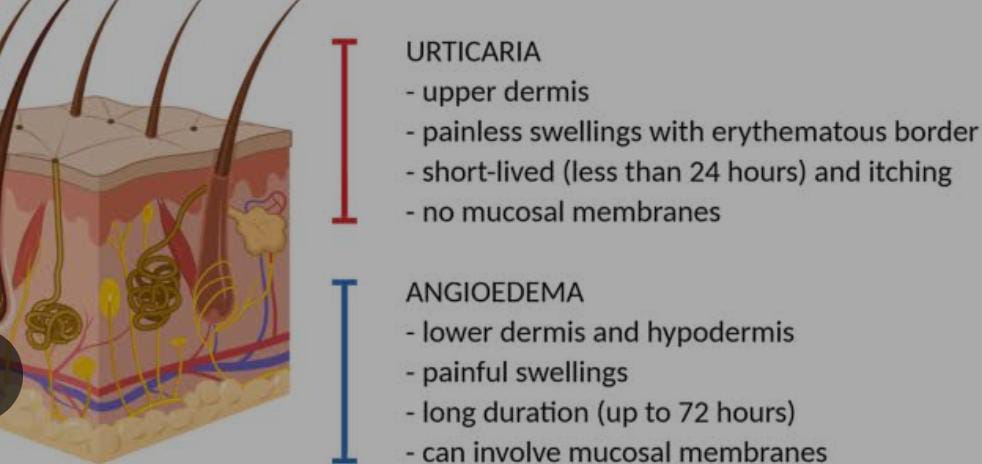 URTICARIA
- upper dermis
- painless swellings with erythematous border
- short-lived (less than 24 hours) and itching
- no mucosal membranes
ANGIOEDEMA
- lower dermis and hypodermis
- painful swellings
- long duration (up to 72 hours)
- can involve mucosal membranes